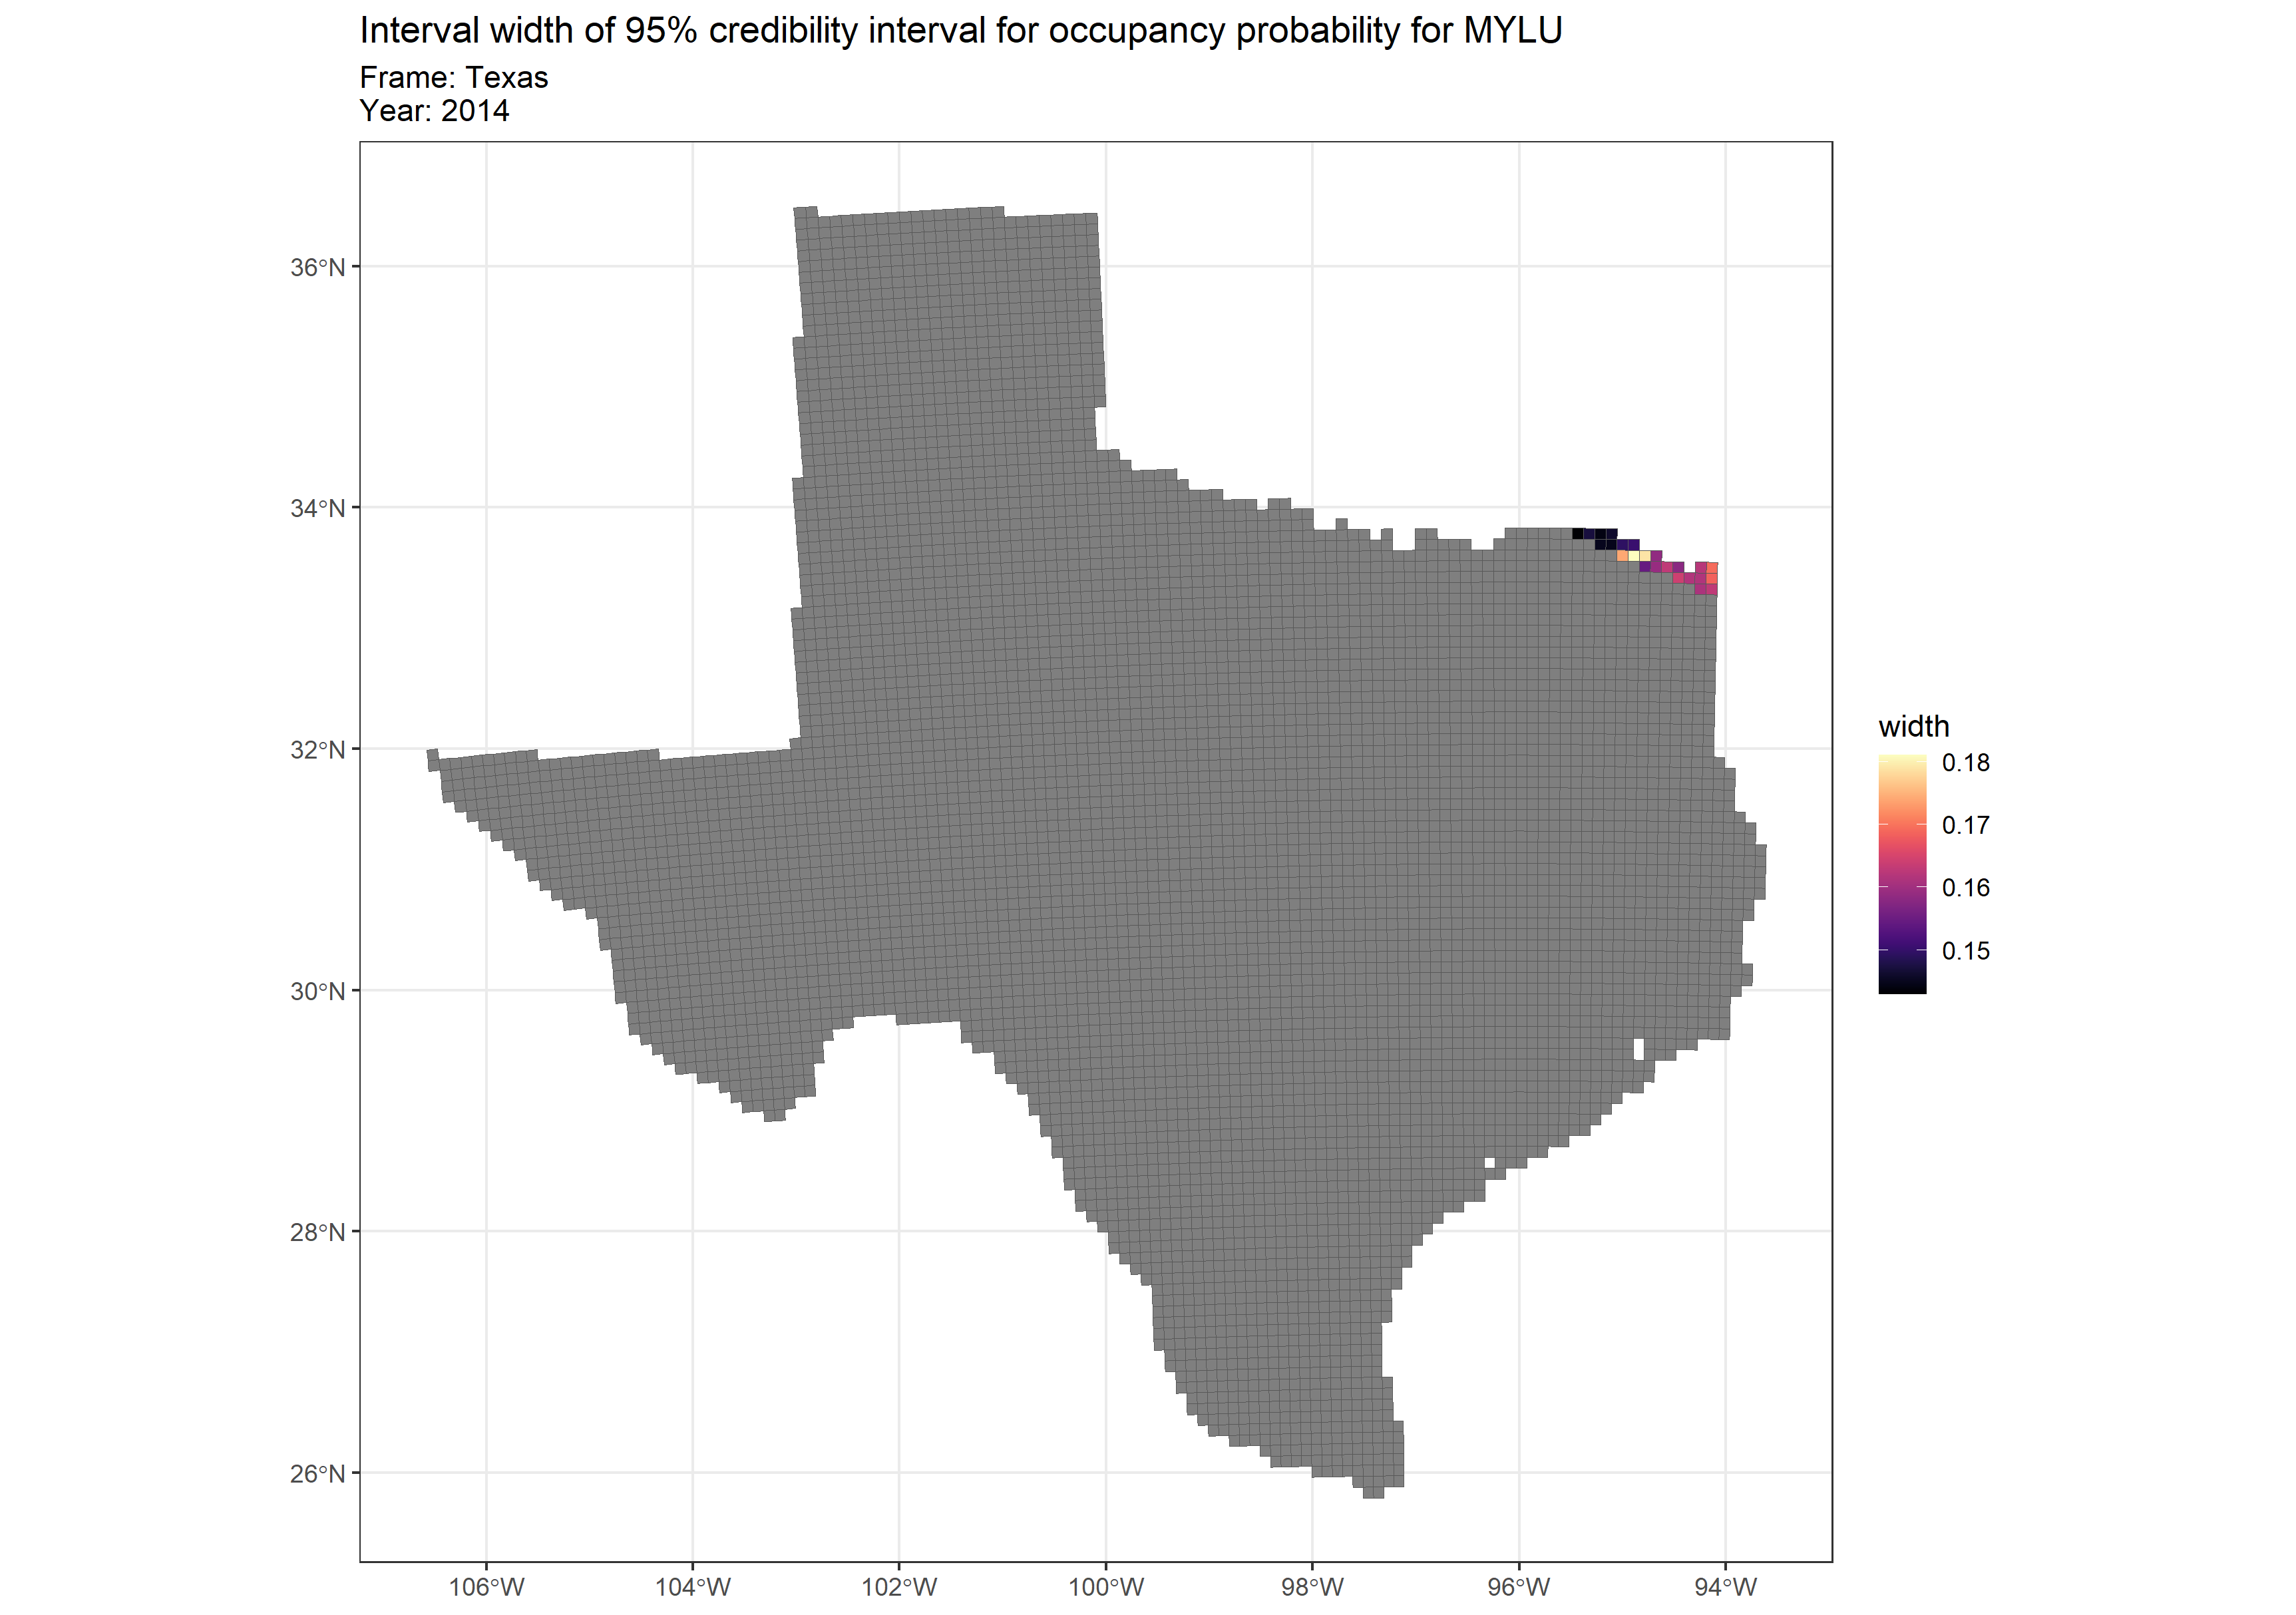 Interval width of 95% credibility interval for occupancy probability for MYLU
Frame: Texas
Year: 2014
36°N
34°N
32°N
30°N
28°N
26°N
106°W
104°W
102°W
100°W
98°W
96°W
94°W
width
0.18
0.17
0.16
0.15